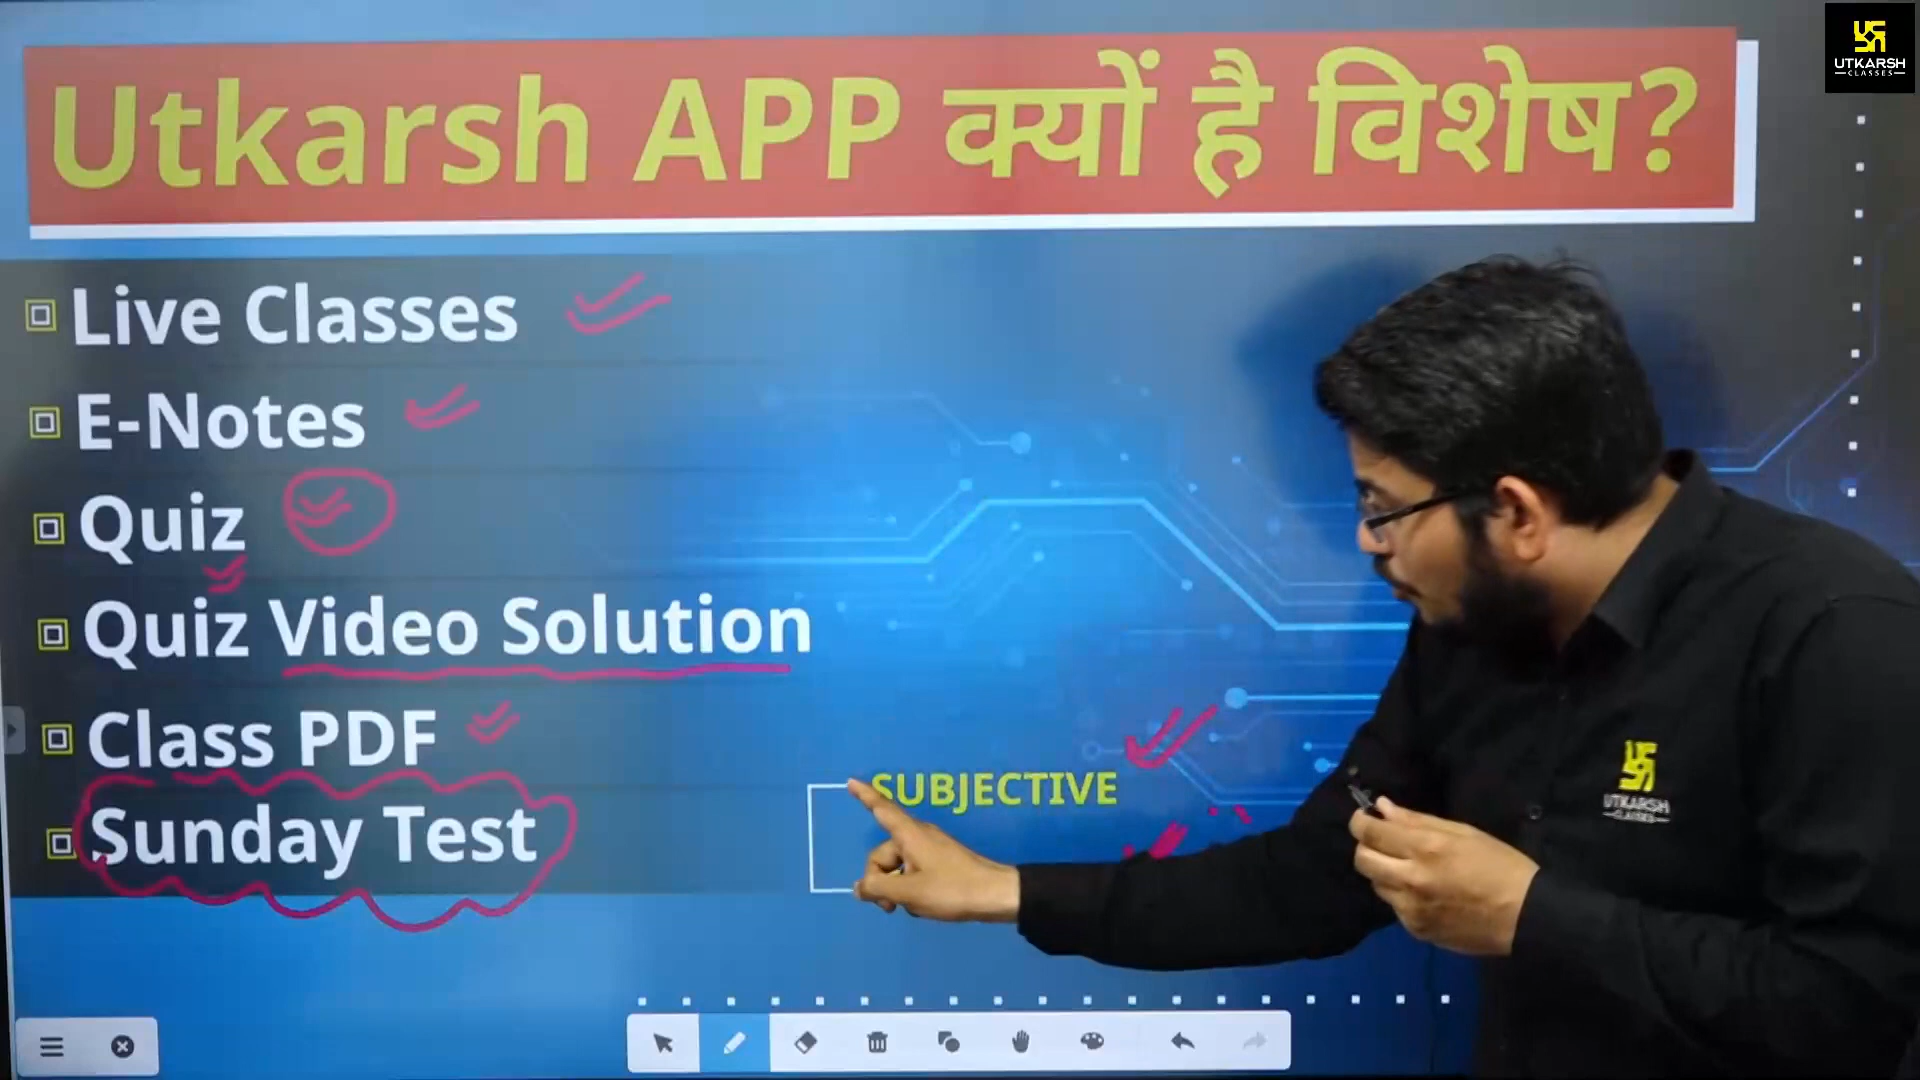 UTKARSH
CLASSES
Utkarsh APP क्यों है विशेष?
Live Classes
E-Notes
Quiz
Quiz Video Solution
Class PDF
Sunday Test
SUBJECTIVE
UTKARSH
CLASSES